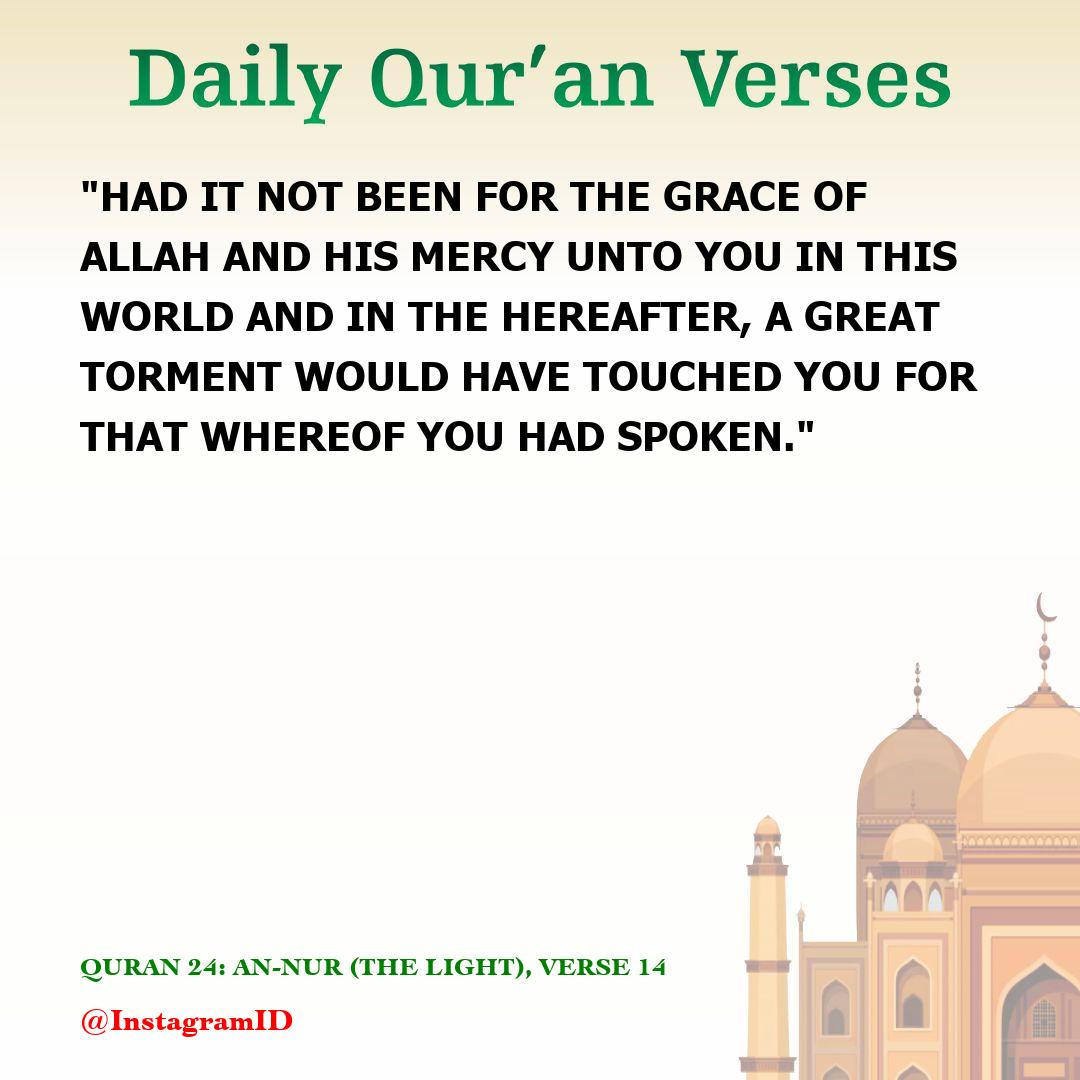 Daily Qur'an Verses
"HAD IT NOT BEEN FOR THE GRACE OF
ALLAH AND HIS MERCY UNTO YOU IN THIS
WORLD AND IN THE HEREAFTER, A GREAT
TORMENT WOULD HAVE TOUCHED YOU FOR
THAT WHEREOF YOU HAD SPOKEN."
QURAN 24: AN-NUR (THE LIGHT), VERSE 14
@InstagramID